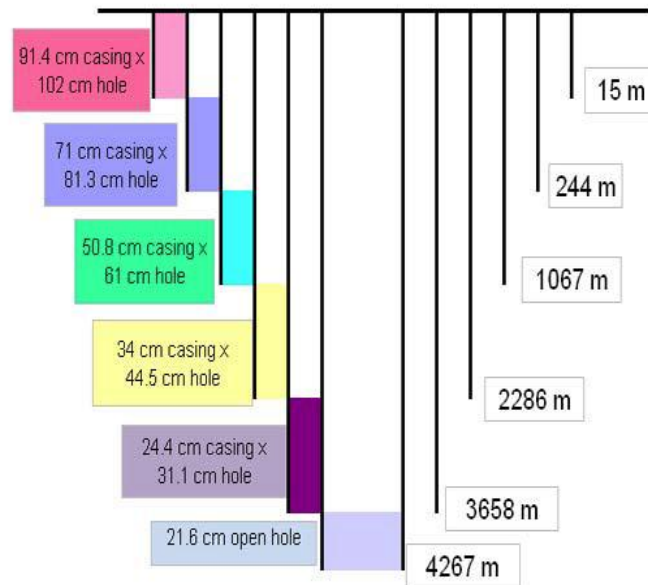 91.4 cm casing x
102 cm hole
15 m
71 cm casing x
81.3 cm hole
244 m
50.8 cm casing x
61 cm hole
1067 m
34 cm casing x
44.5 cm hole
2286 m
24.4 cm casing x
31.1 cm hole
3658 m
21.6 cm open hole
4267 m